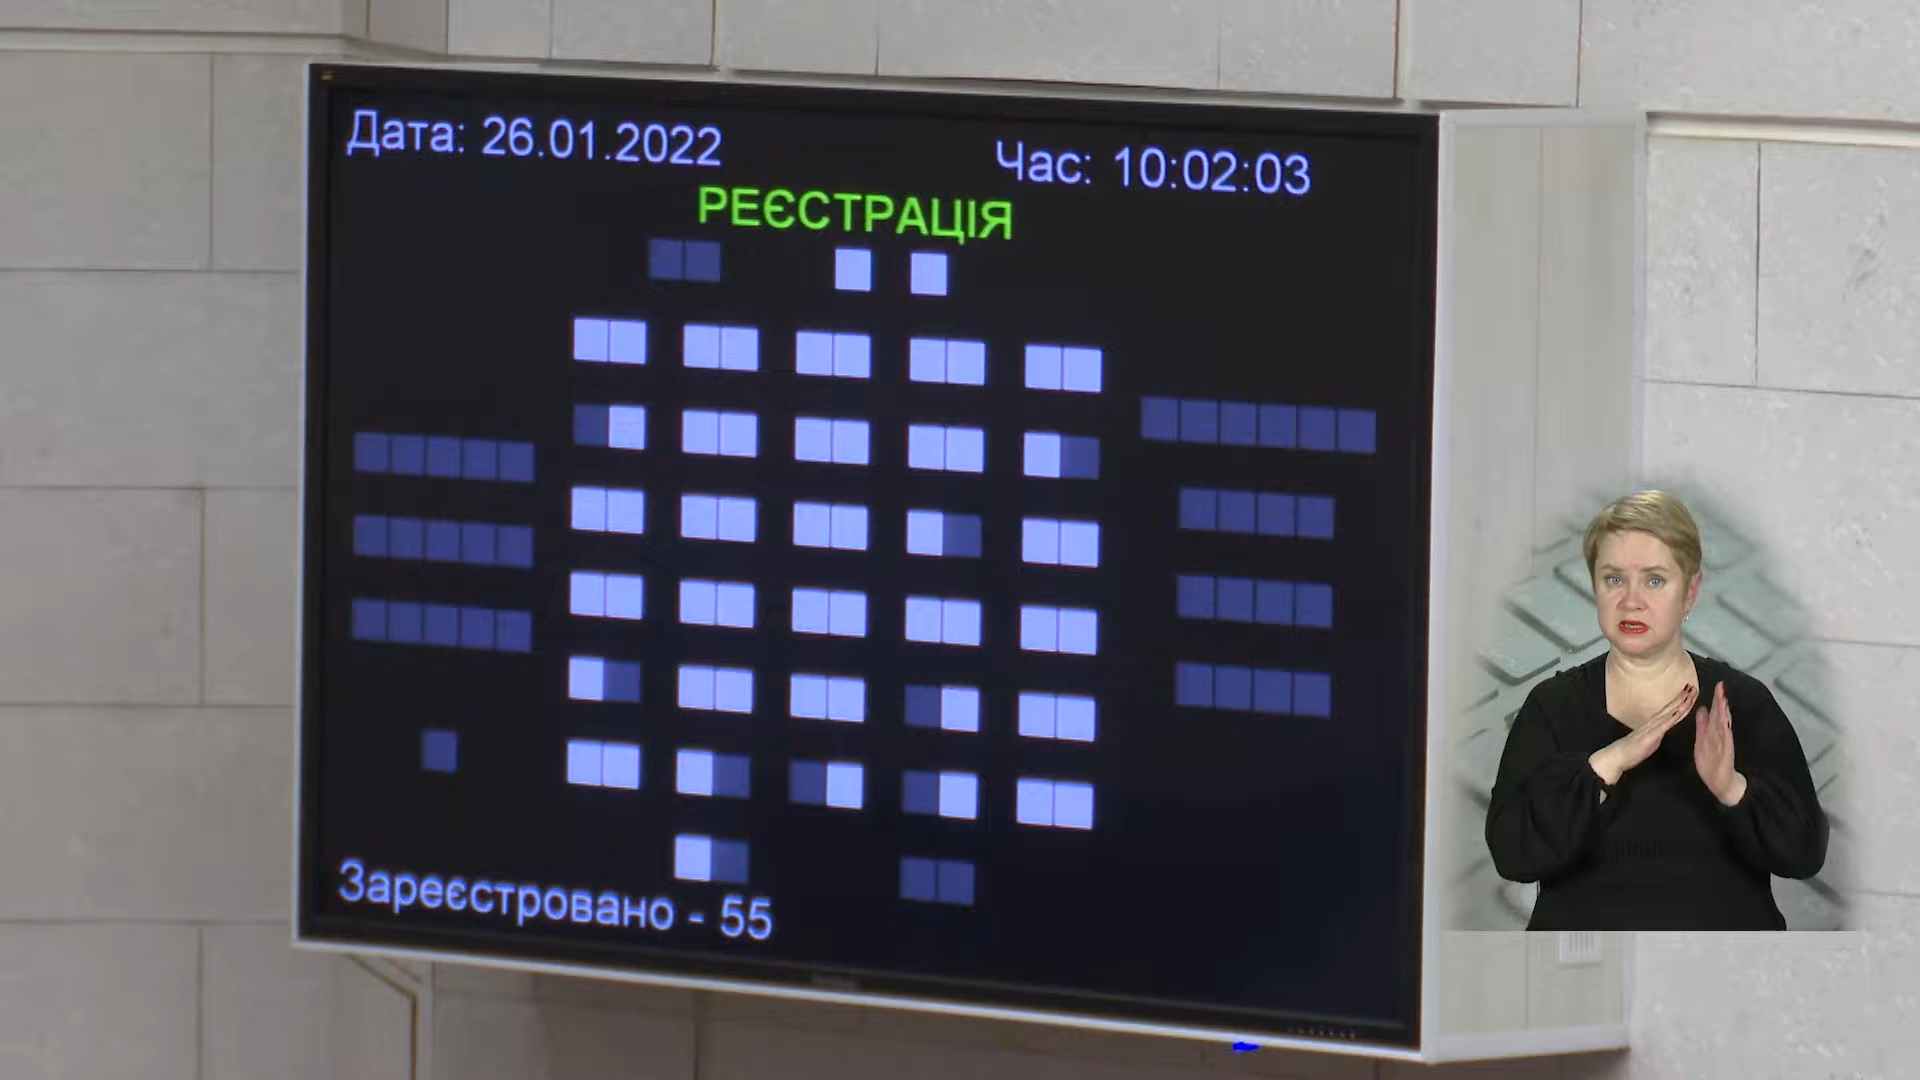 Дата: 26.01.2022
Час: 10:02:03
РЕЄСТРАЦІЯ
Зареєстровано - 55